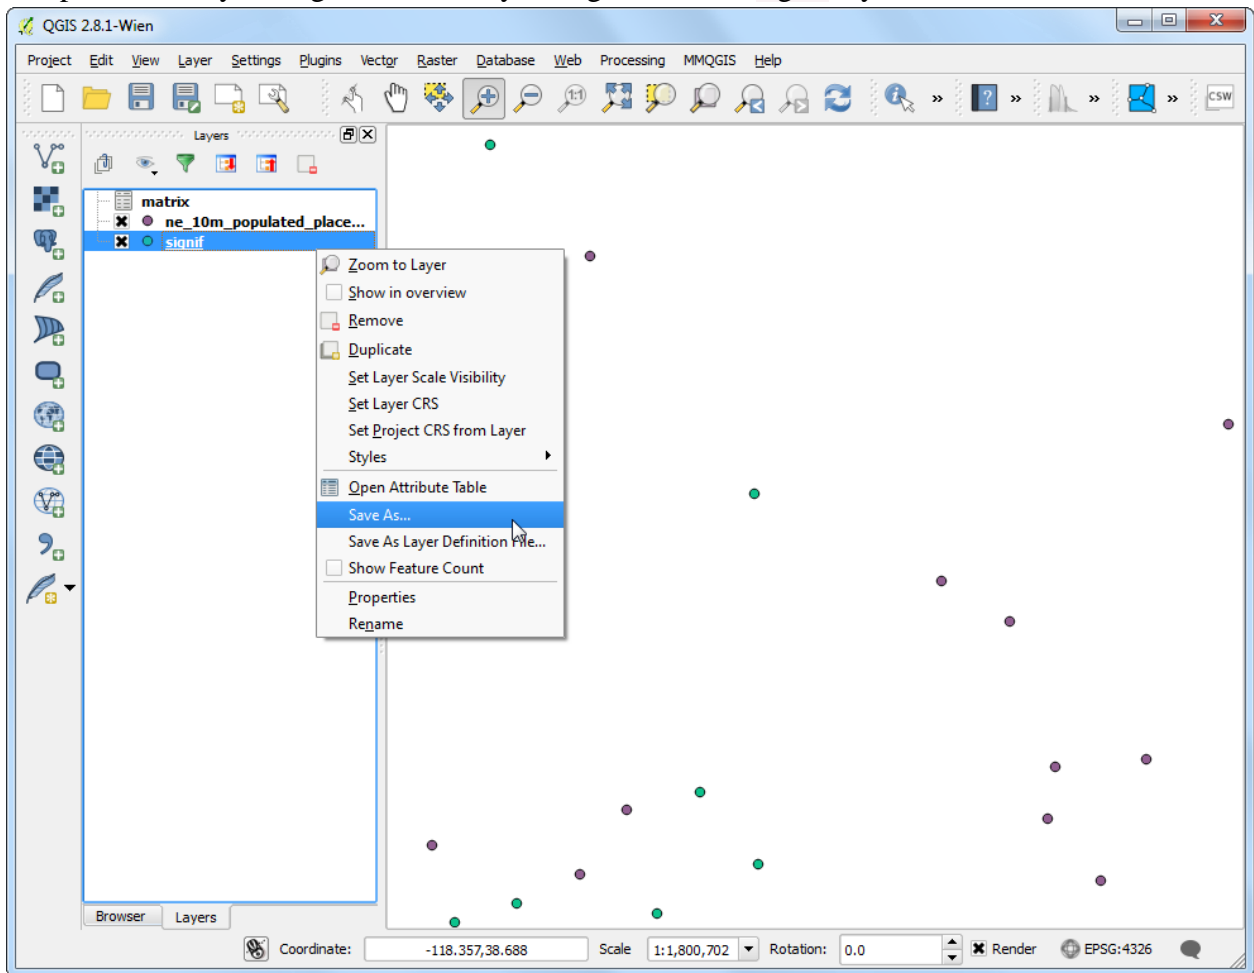 QGIS 2.8.1-Wien
Project Edit View Layer Settings Plugins Vector Raster Database Web Processing MMQGIS Help
1:1 » ? » » » CSW
Layers
matrix
ne_10m_populated_place...
signif
Zoom to Layer
Show in overview
Remove
Duplicate
Set Layer Scale Visibility
Set Layer CRS
Set Project CRS from Layer
Styles
Open Attribute Table
Save As...
Save As Layer Definition File...
Show Feature Count
Properties
Rename
Browser Layers
Coordinate: -118.357,38.688 Scale 1:1,800,702 Rotation: 0.0 Render EPSG:4326